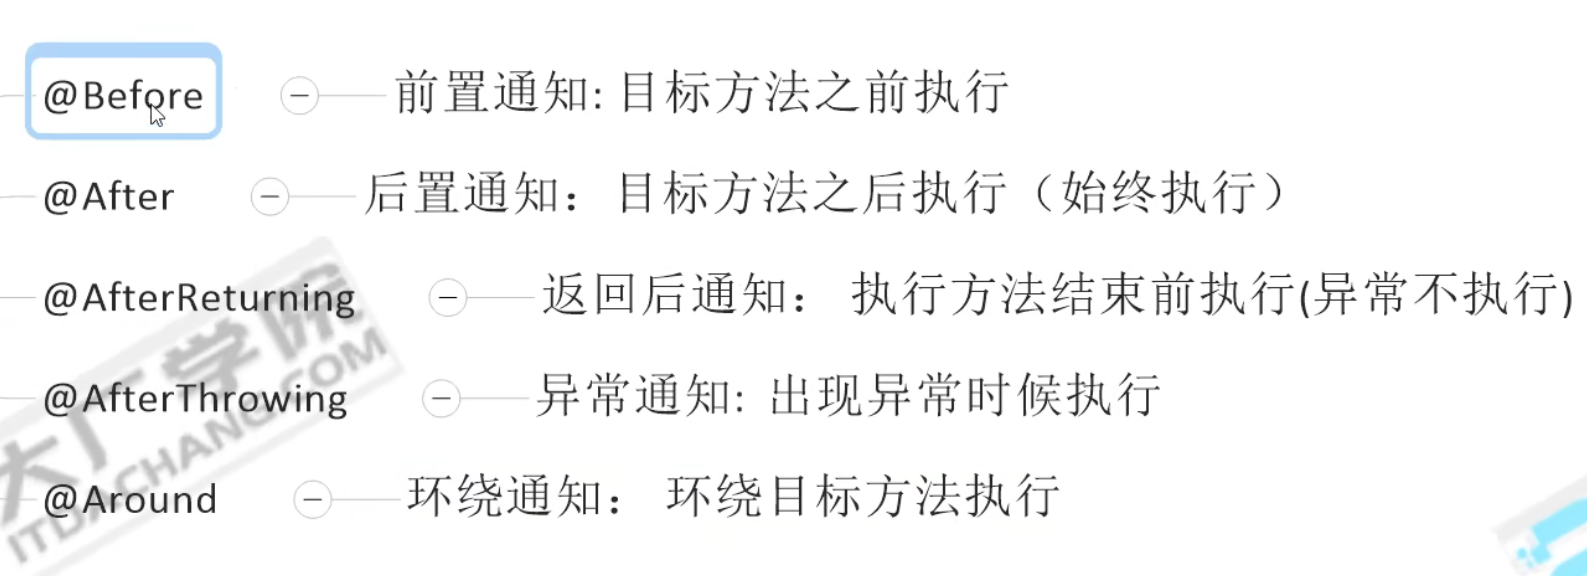 @Before 前置通知: 目标方法之前执行
@After 后置通知： 目标方法之后执行（始终执行）
@AfterReturning 返回后通知： 执行方法结束前执行(异常不执行)
@AfterThrowing 异常通知: 出现异常时候执行
@Around 环绕通知： 环绕目标方法执行
大厂学院
ITDACHANG.COM